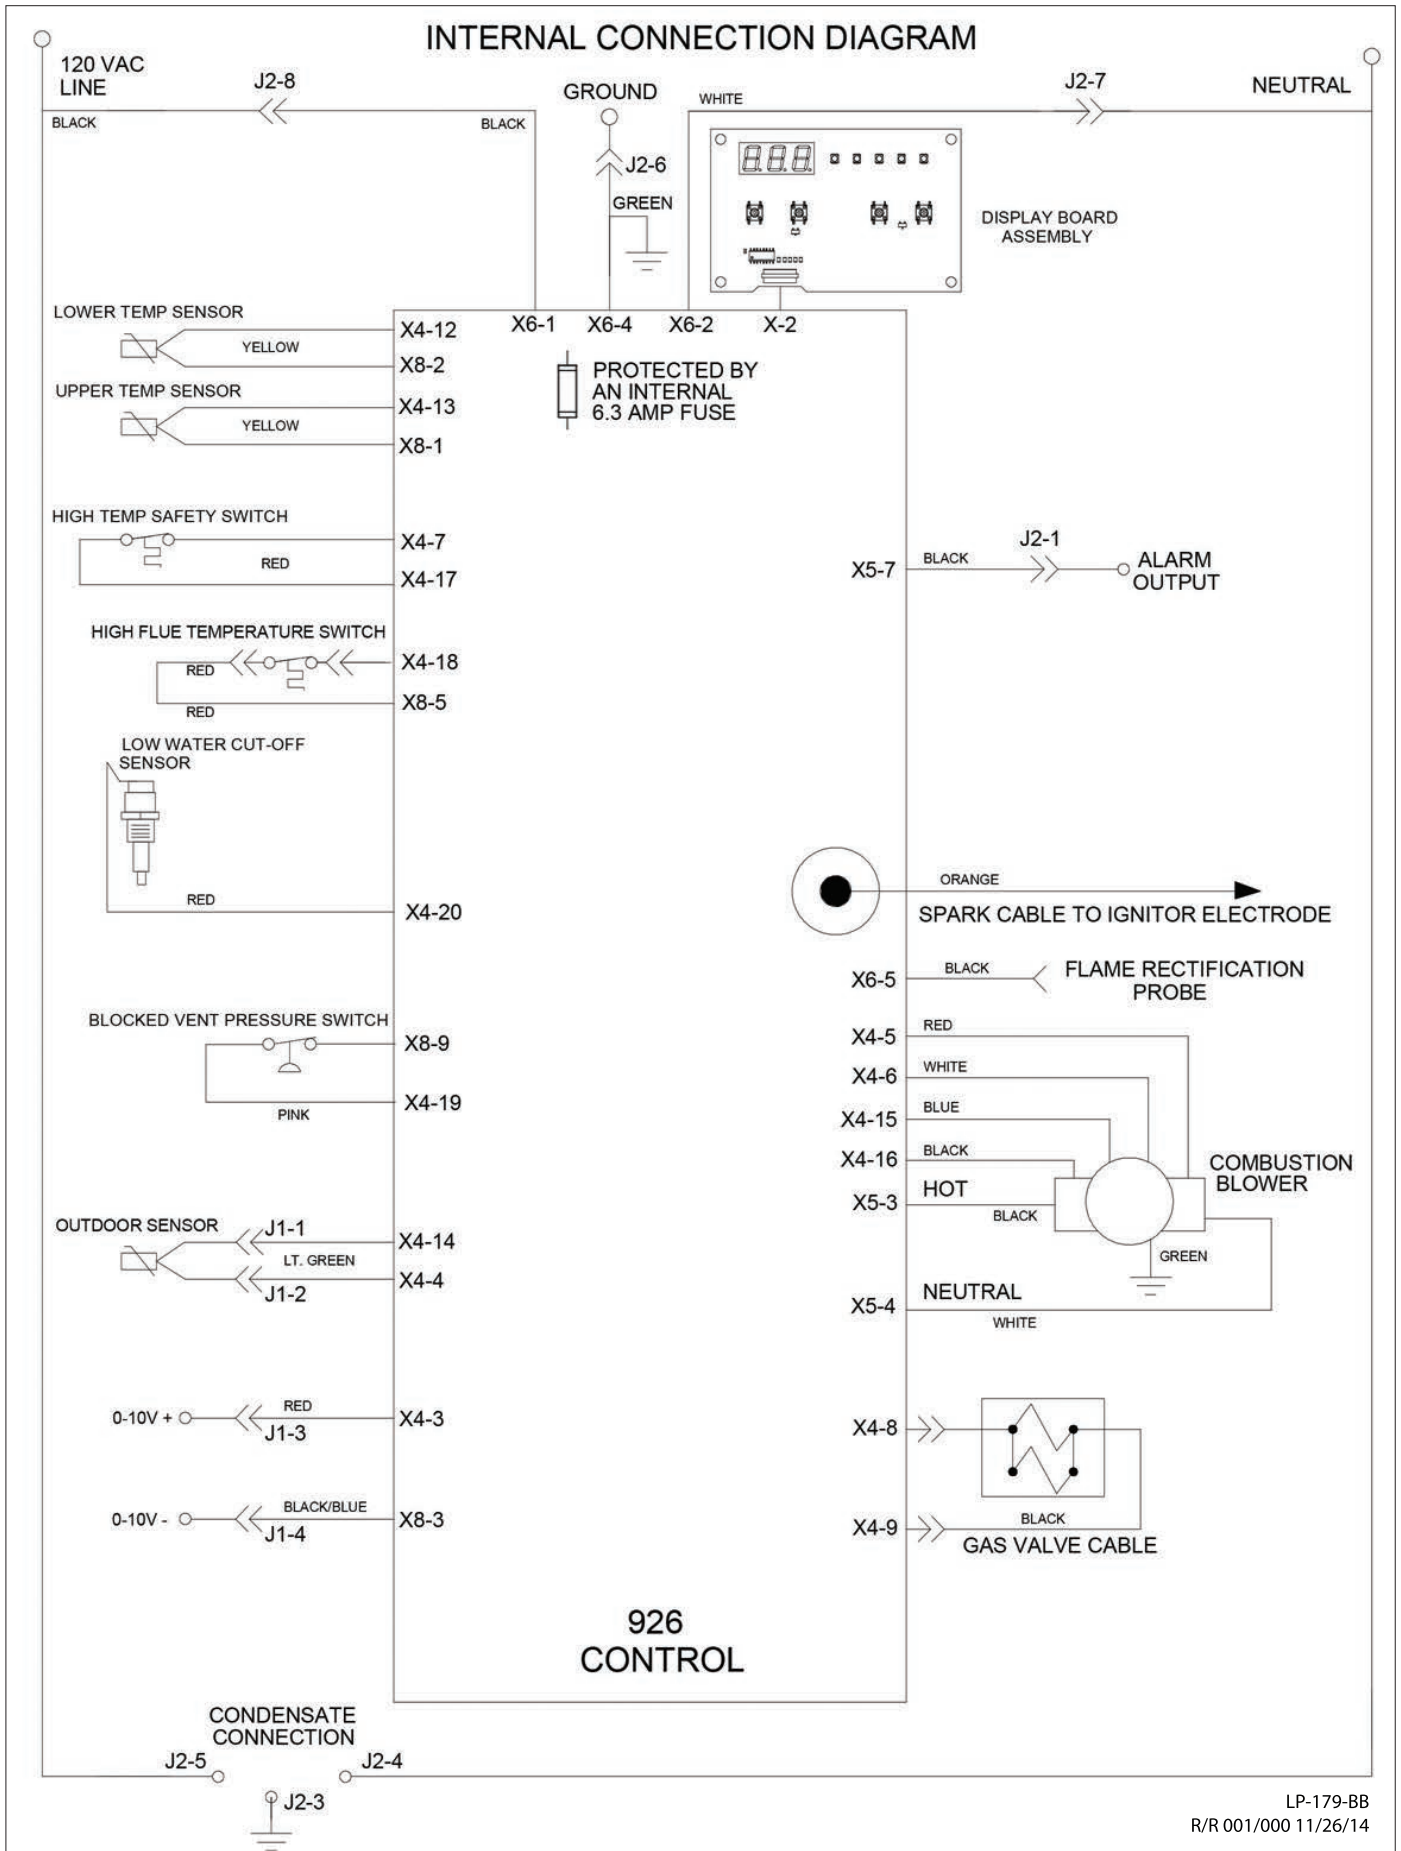 INTERNAL CONNECTION DIAGRAM
120 VAC
LINE
J2-8
BLACK
BLACK
GROUND
J2-6
GREEN
WHITE
J2-7
NEUTRAL
DISPLAY BOARD
ASSEMBLY
X6-1
X6-4
X6-2
X-2
PROTECTED BY
AN INTERNAL
6.3 AMP FUSE
LOWER TEMP SENSOR
YELLOW
X4-12
X8-2
UPPER TEMP SENSOR
YELLOW
X4-13
X8-1
HIGH TEMP SAFETY SWITCH
RED
X4-7
X4-17
HIGH FLUE TEMPERATURE SWITCH
RED
X4-18
X8-5
RED
LOW WATER CUT-OFF
SENSOR
RED
X4-20
BLOCKED VENT PRESSURE SWITCH
X8-9
X4-19
PINK
OUTDOOR SENSOR
J1-1
X4-14
LT. GREEN
X4-4
J1-2
0-10V +
RED
J1-3
X4-3
0-10V -
BLACK/BLUE
J1-4
X8-3
X5-7
BLACK
J2-1
ALARM
OUTPUT
ORANGE
SPARK CABLE TO IGNITOR ELECTRODE
X6-5
BLACK
FLAME RECTIFICATION
PROBE
X4-5
RED
X4-6
WHITE
X4-15
BLUE
X4-16
BLACK
X5-3
HOT
BLACK
COMBUSTION
BLOWER
GREEN
X5-4
NEUTRAL
WHITE
X4-8
X4-9
BLACK
GAS VALVE CABLE
926
CONTROL
CONDENSATE
CONNECTION
J2-5
J2-4
J2-3
LP-179-BB
R/R 001/000 11/26/14